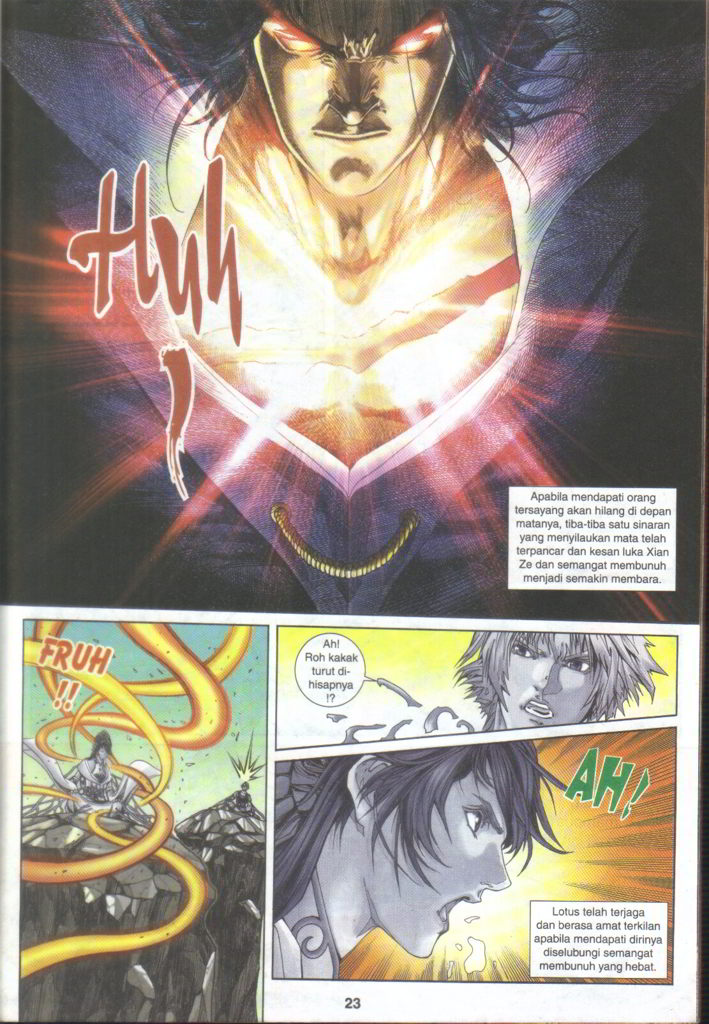 Huh
!
Apabila mendapati orang
tersayang akan hilang di depan
matanya, tiba-tiba satu sinaran
yang menyilaukan mata telah
terpancar dan kesan luka Xian
Ze dan semangat membunuh
menjadi semakin membara.
FRUH
!!
Ah!
Roh kakak
turut di-
hisapnya
!?
AH!
Lotus telah terjaga
dan berasa amat terkilan
apabila mendapati dirinya
diselubungi semangat
membunuh yang hebat.
23